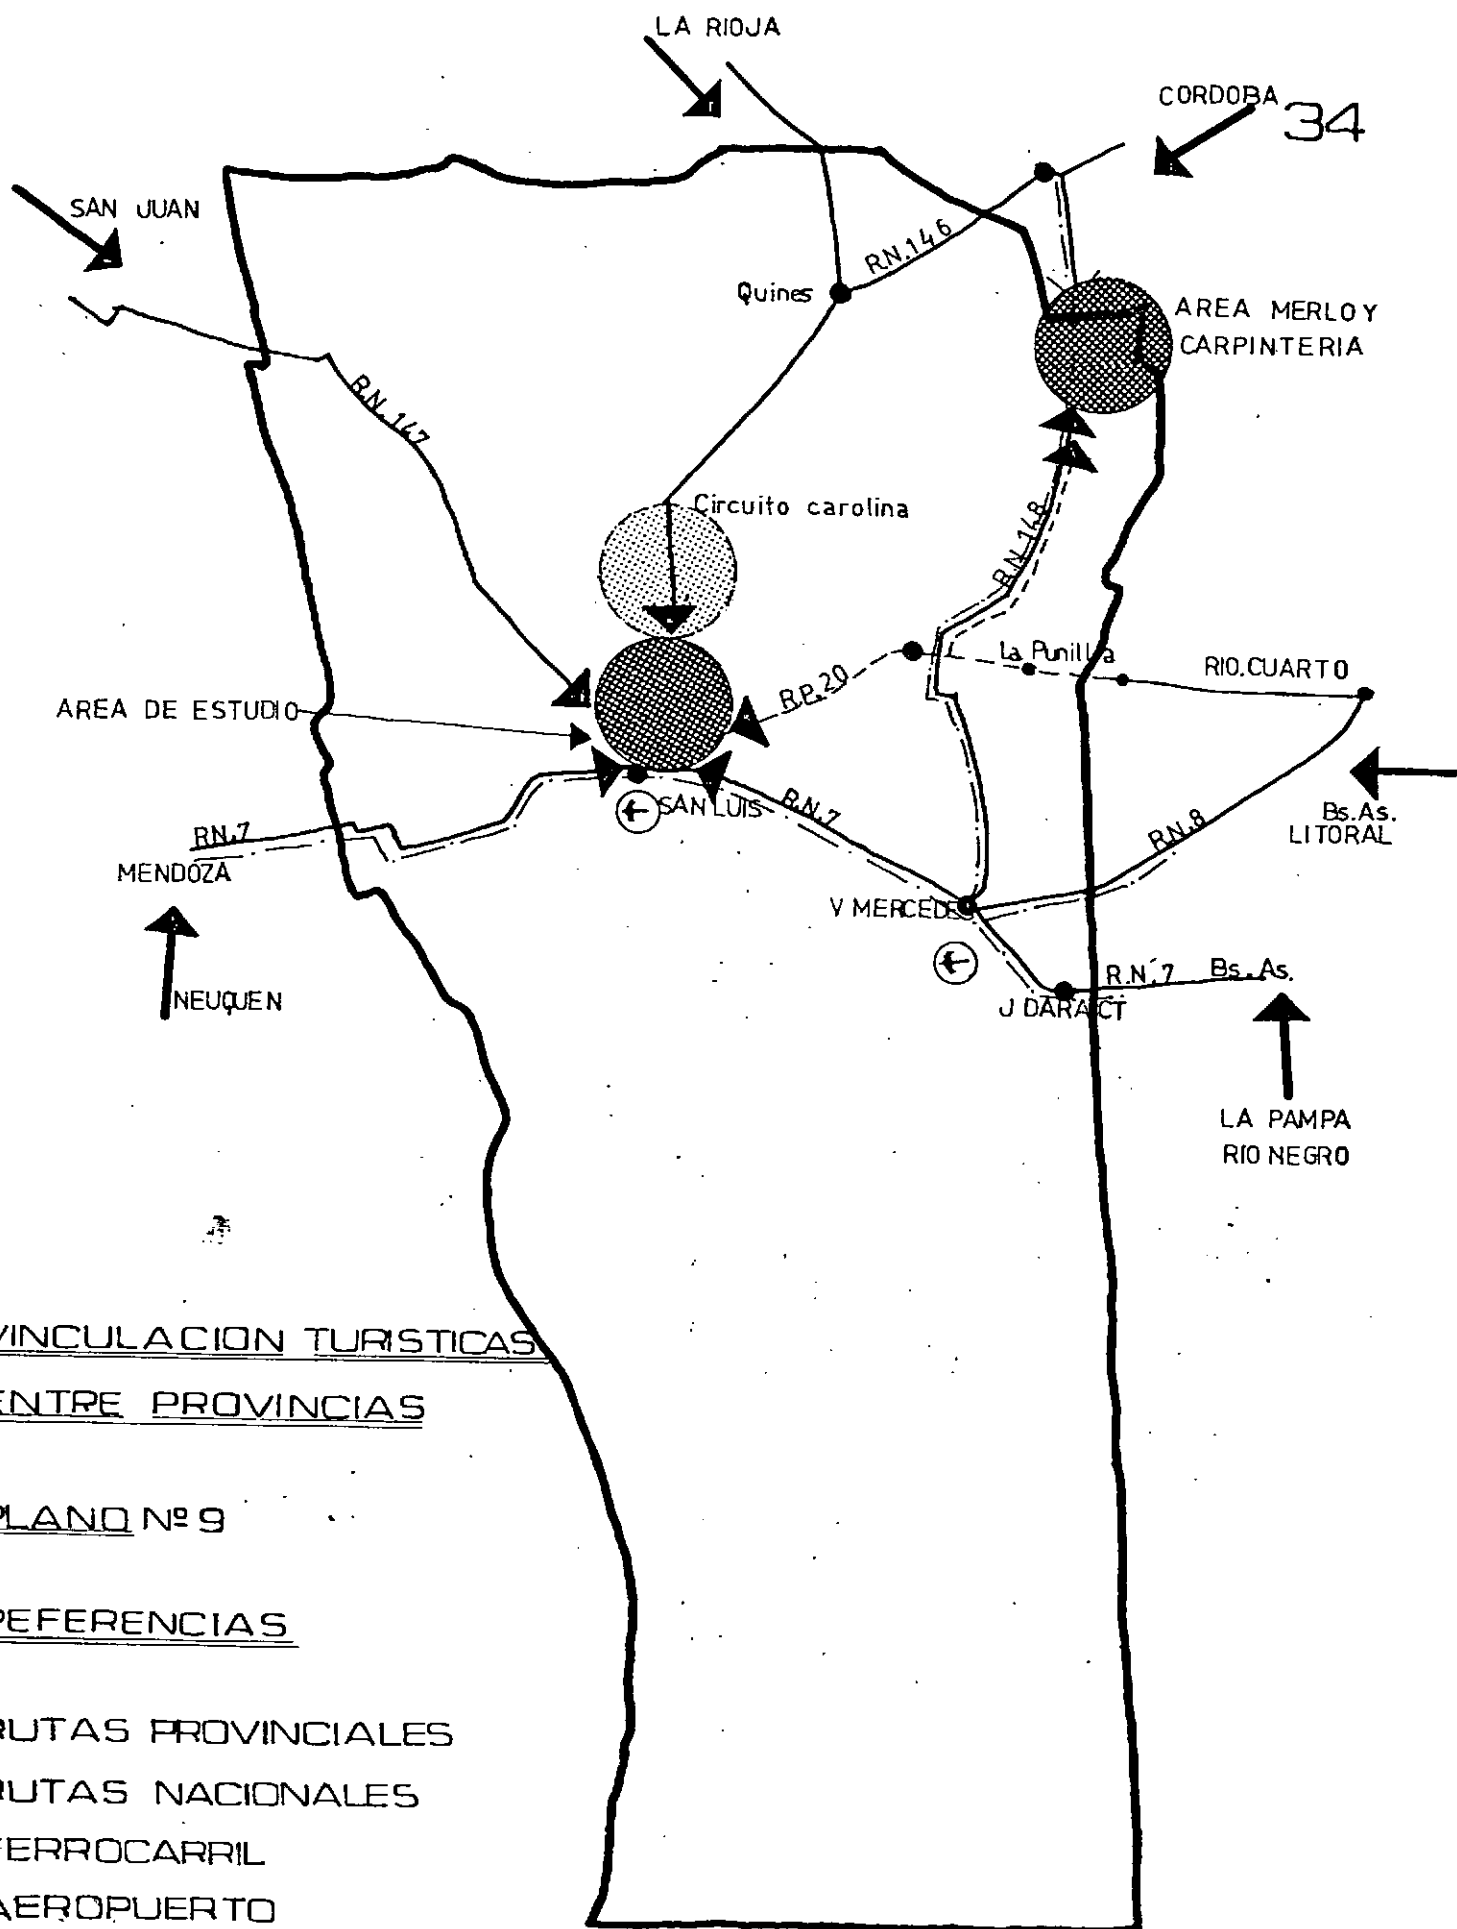 LA RIOJA
CORDOBA
34
SAN JUAN
R.N.146
Quines
AREA MERLO Y
CARPINTERIA
R.N.147
Circuito carolina
R.N.148
La Punilla
RIO.CUARTO
R.P.20
AREA DE ESTUDIO
SAN LUIS
R.N.7
R.N.8
Bs.As.
LITORAL
RN.7
MENDOZA
V MERCEDES
NEUQUEN
R.N.7 Bs.As.
J DARACT
LA PAMPA
RIO NEGRO
VINCULACION TURISTICAS
ENTRE PROVINCIAS
PLANO Nº 9
REFERENCIAS
RUTAS PROVINCIALES
RUTAS NACIONALES
FERROCARRIL
AEROPUERTO